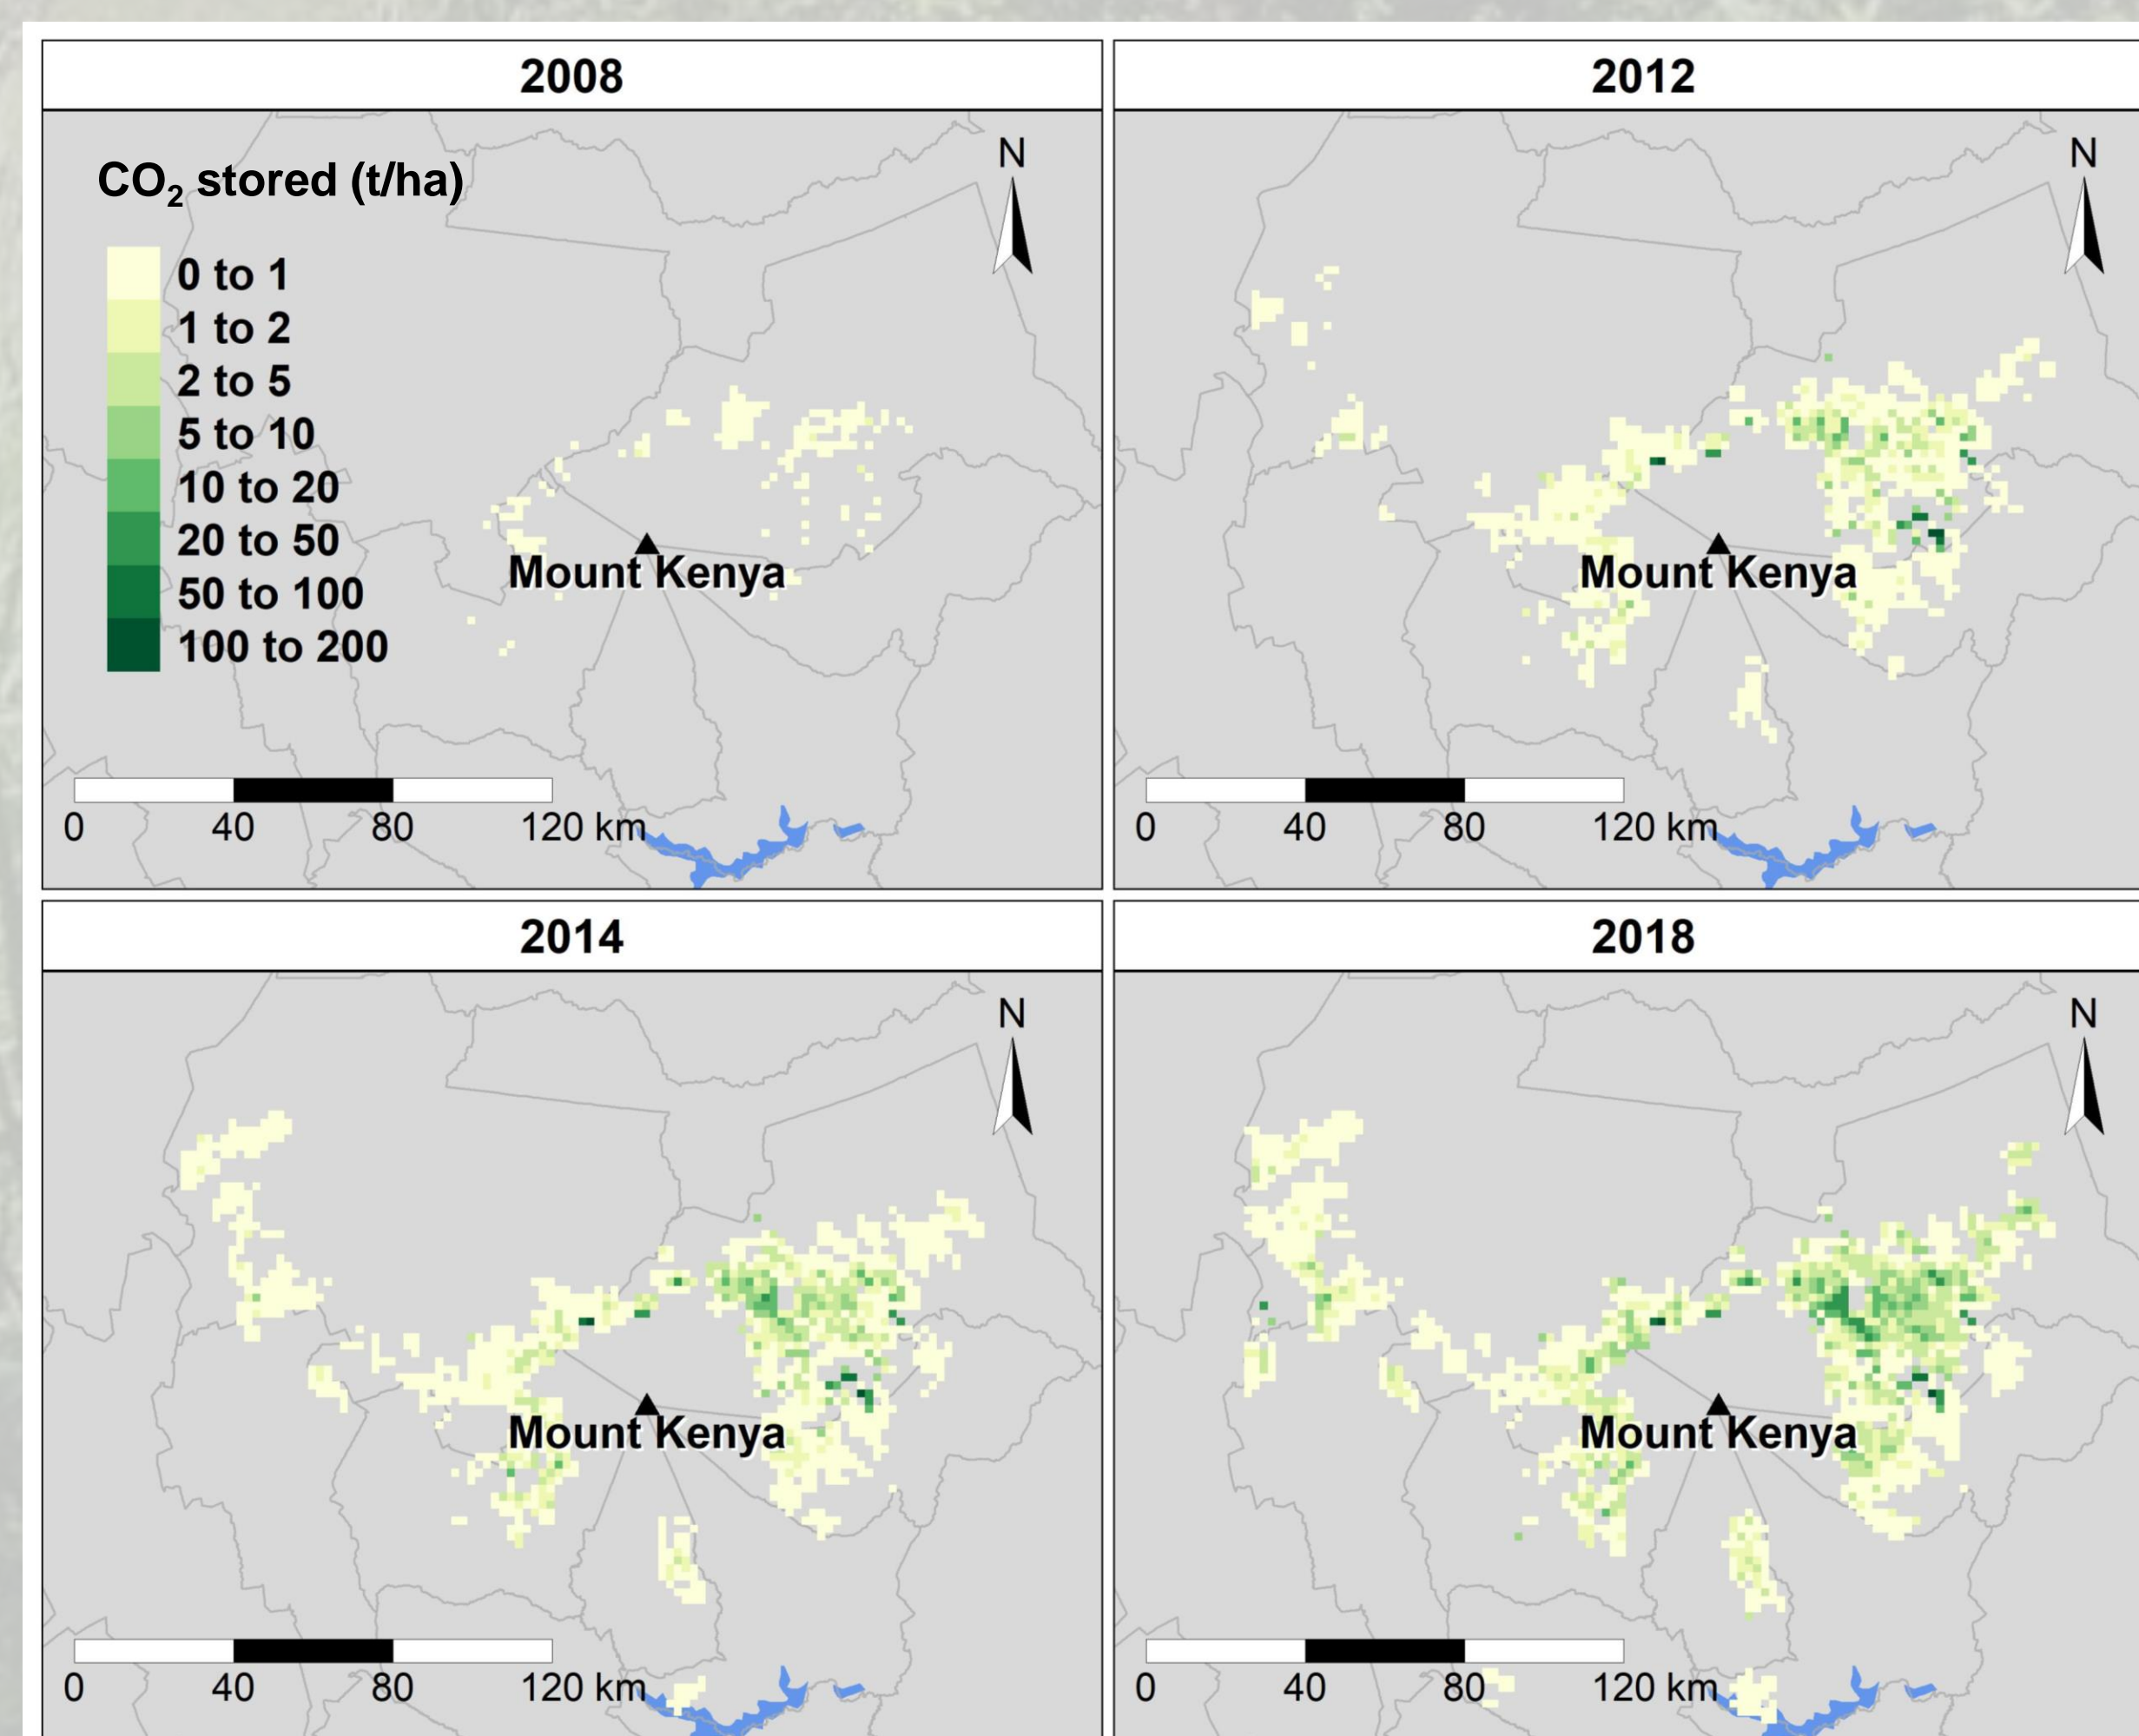 2008
N
CO₂ stored (t/ha)
0 to 1
1 to 2
2 to 5
5 to 10
10 to 20
20 to 50
50 to 100
100 to 200
Mount Kenya
0 40 80 120 km
2012
N
Mount Kenya
0 40 80 120 km
2014
N
Mount Kenya
0 40 80 120 km
2018
N
Mount Kenya
0 40 80 120 km